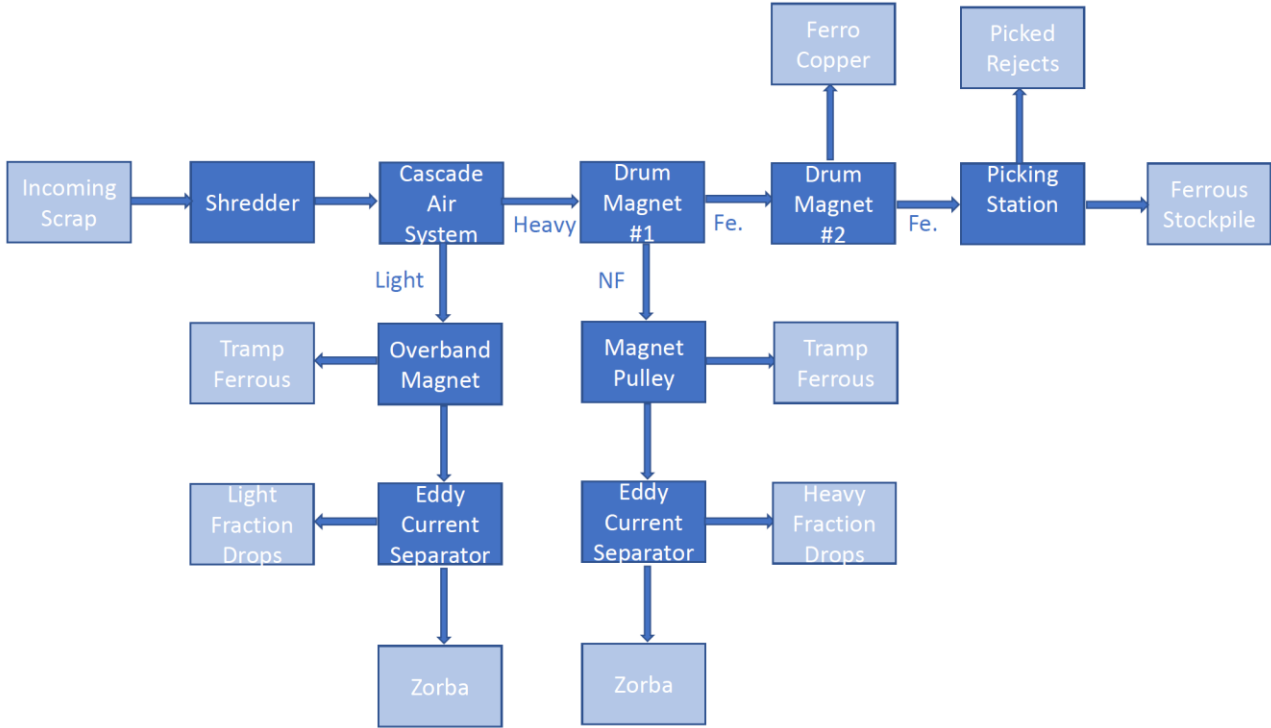 Ferro
Copper
Picked
Rejects
Incoming
Scrap
Shredder
Cascade
Air
System
Heavy
Drum
Magnet
#1
Fe.
Drum
Magnet
#2
Fe.
Picking
Station
Ferrous
Stockpile
Light
NF
Tramp
Ferrous
Overband
Magnet
Magnet
Pulley
Tramp
Ferrous
Light
Fraction
Drops
Eddy
Current
Separator
Eddy
Current
Separator
Heavy
Fraction
Drops
Zorba
Zorba